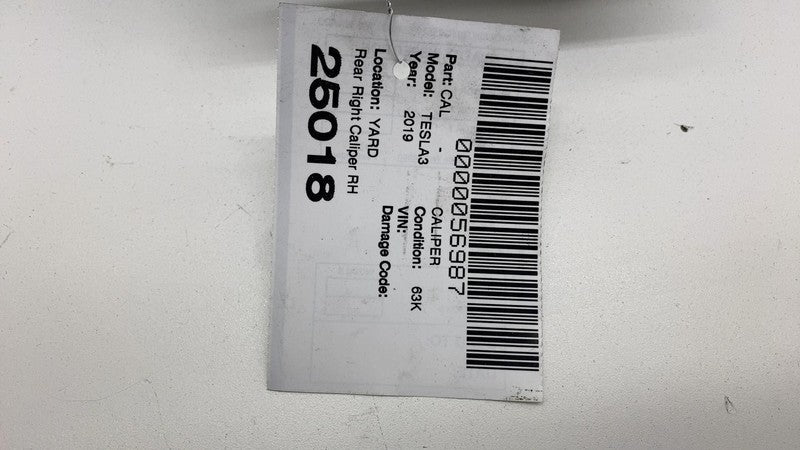 0000056987
Part: CAL - CALIPER
Model: TESLA3 Condition: 63K
Year: 2019 VIN:
Damage Code:
Location: YARD
Rear Right Caliper RH
25018